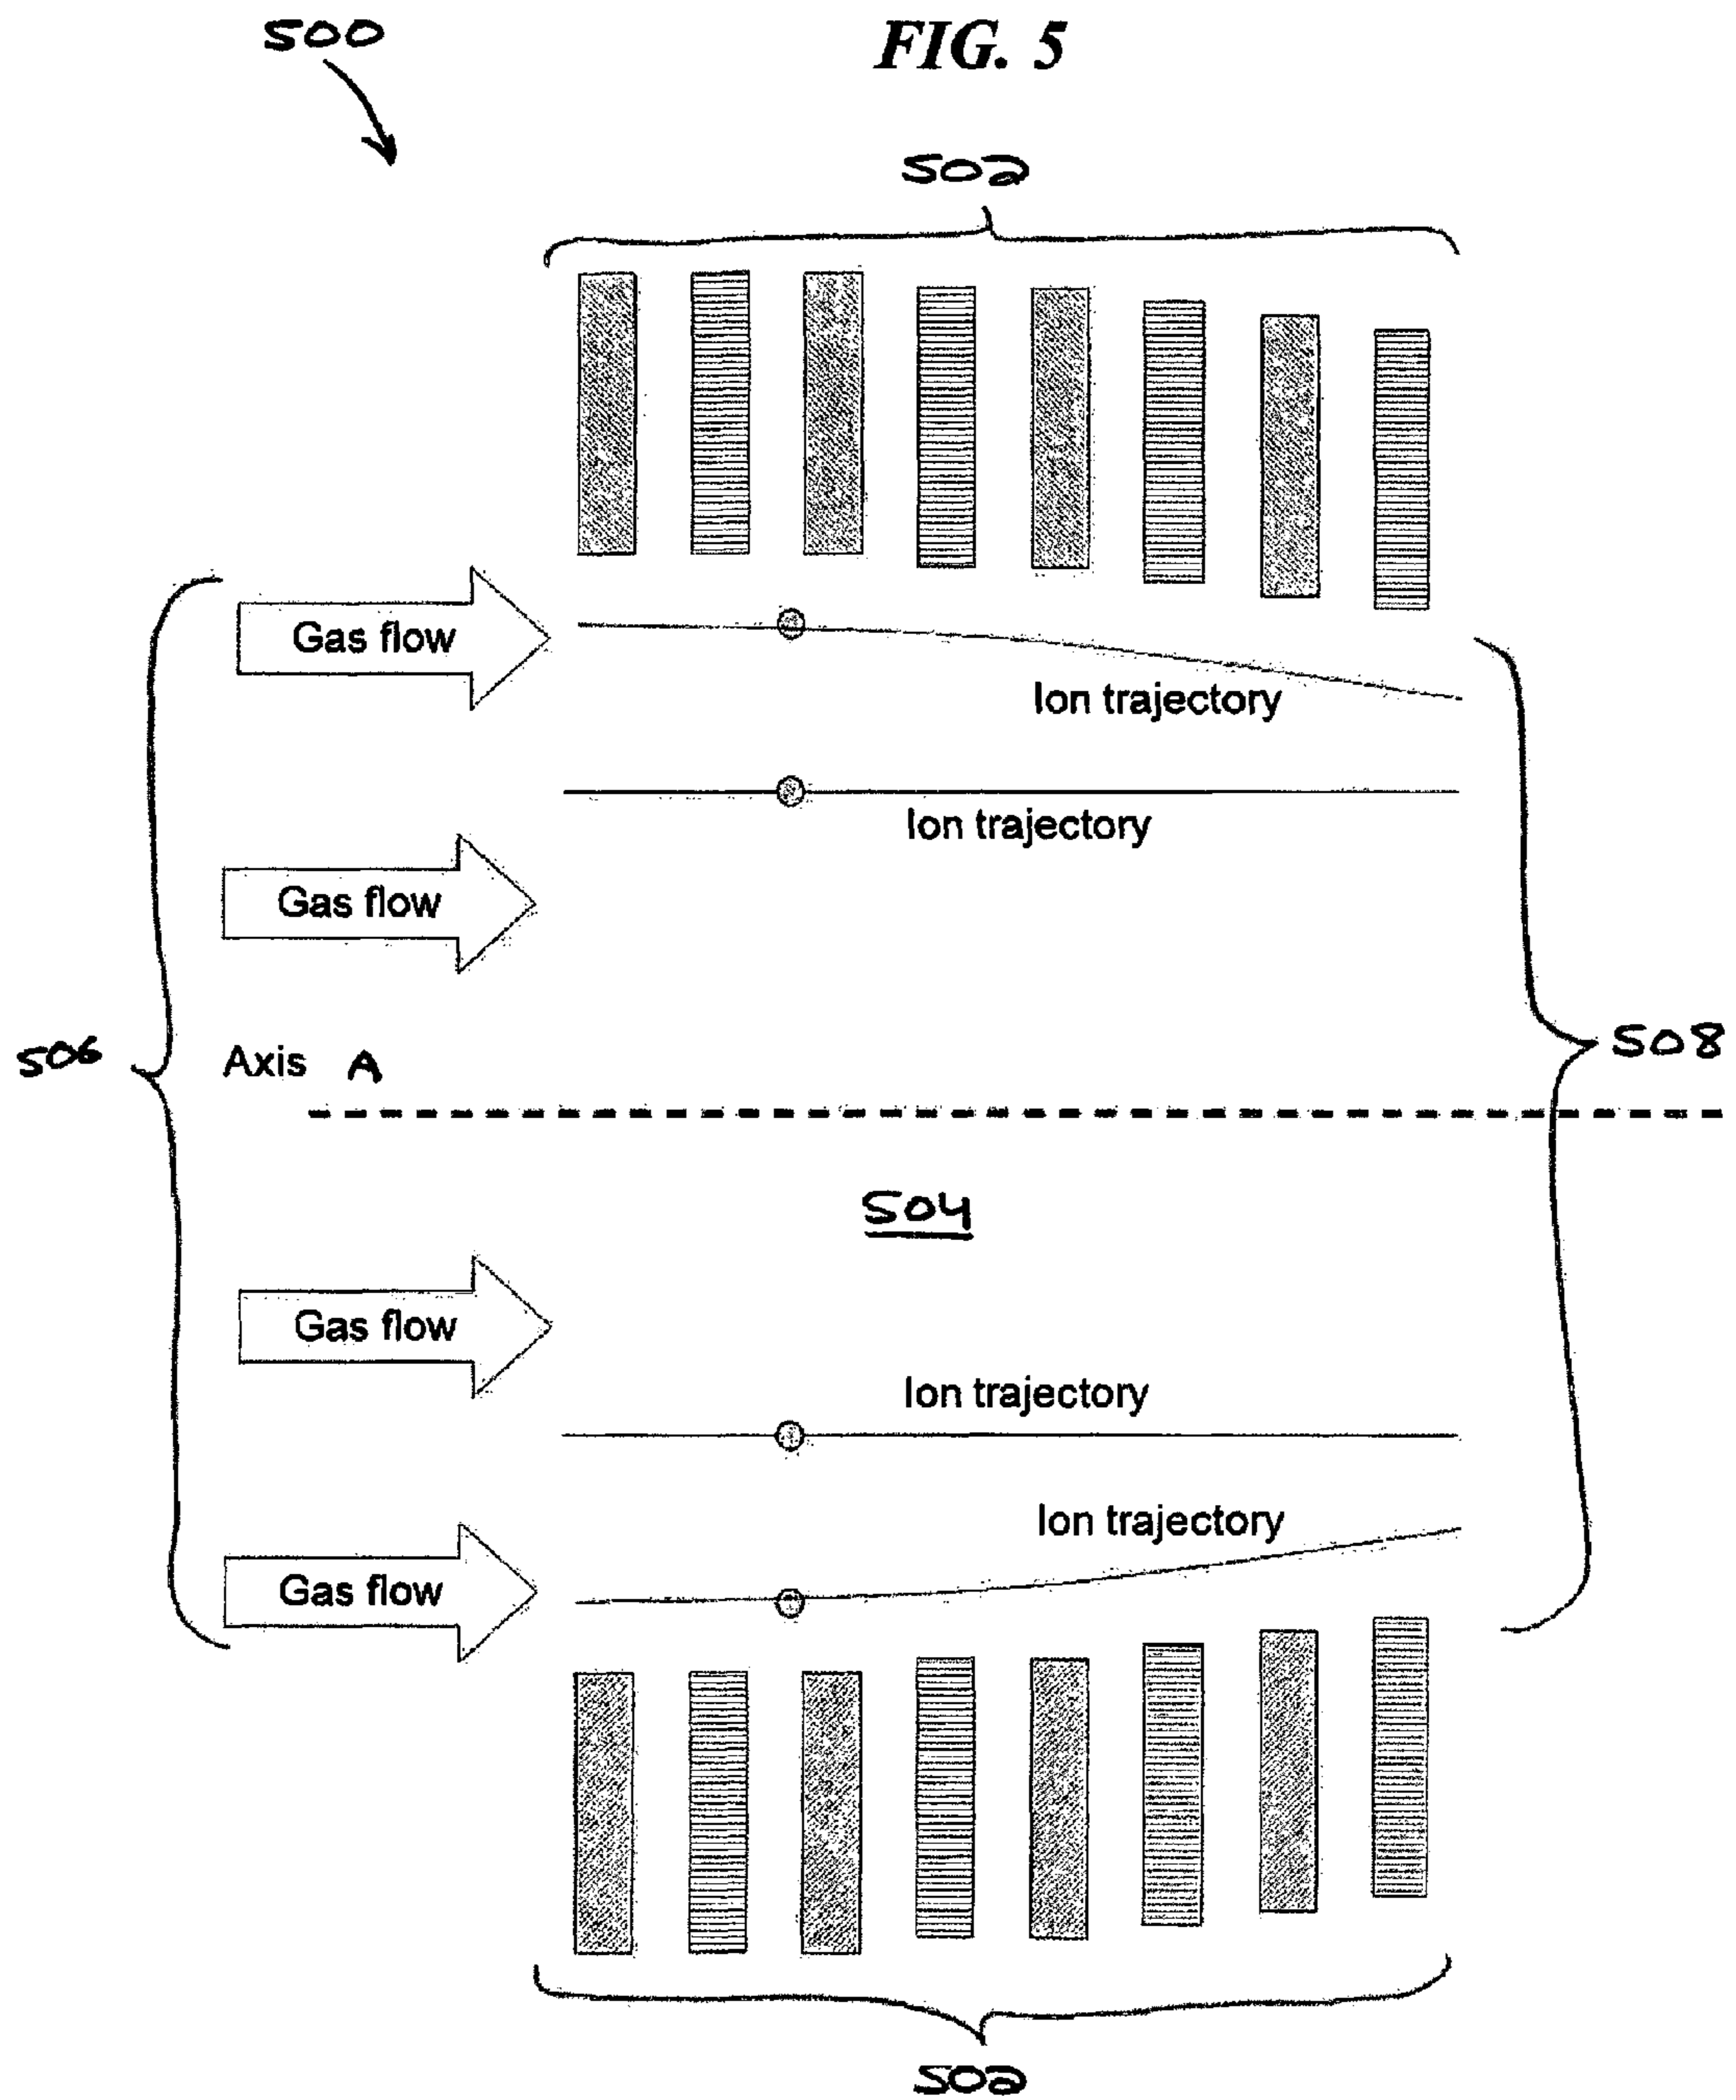 500
FIG. 5
502
Gas flow
Ion trajectory
Ion trajectory
Gas flow
506
Axis A
508
504
Gas flow
Ion trajectory
Ion trajectory
Gas flow
502